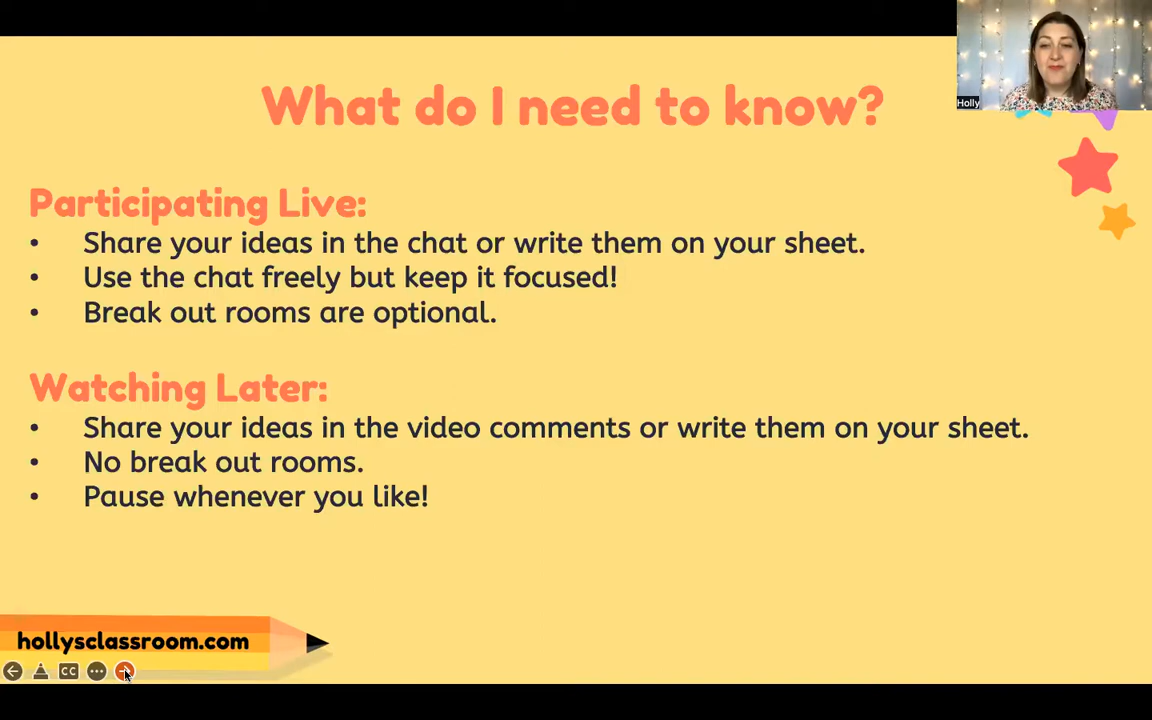 What do I need to know?
Holly
Participating Live:
• Share your ideas in the chat or write them on your sheet.
• Use the chat freely but keep it focused!
• Break out rooms are optional.
Watching Later:
• Share your ideas in the video comments or write them on your sheet.
• No break out rooms.
• Pause whenever you like!
hollysclassroom.com
CC